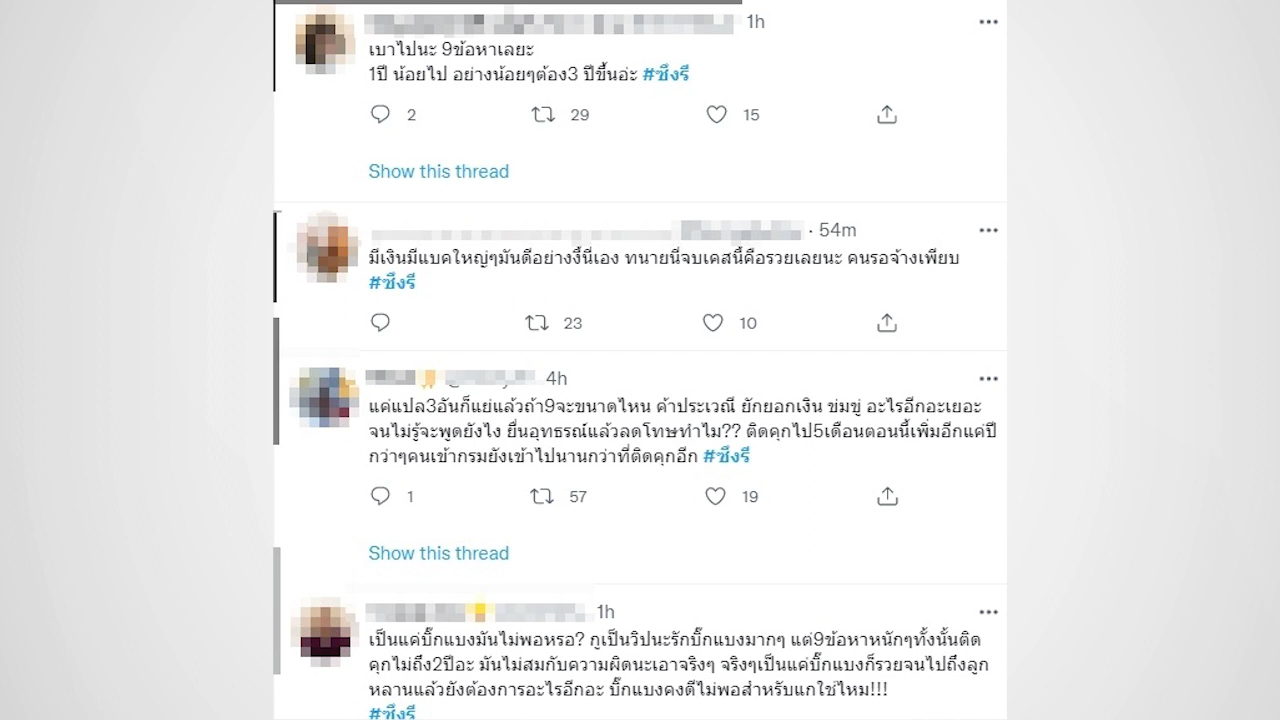 1h
เบาไปนะ 9ข้อหาเลยะ
1ปี น้อยไป อย่างน้อยๆต้อง3 ปีขึ้นอ่ะ #ซึงรี
2 29 15
Show this thread
· 54m
มีเงินมีแบคใหญ่ๆมันดีอย่างงี้นี่เอง ทนายนี่จบเคสนี้คือรวยเลยนะ คนรอจ้างเพียบ
#ซึงรี
23 10
4h
แค่แปล3อันก็แย่แล้วถ้า9จะขนาดไหน ค้าประเวณี ยักยอกเงิน ข่มขู่ อะไรอีกอะเยอะ
จนไม่รู้จะพูดยังไง ยื่นอุทธรณ์แล้วลดโทษทำไม?? ติดคุกไป5เดือนตอนนี้เพิ่มอีกแค่ปี
กว่าๆคนเข้ากรมยังเข้าไปนานกว่าที่ติดคุกอีก #ซึงรี
1 57 19
Show this thread
1h
เป็นแค่บิ๊กแบงมันไม่พอหรอ? กูเป็นวิปนะรักบิ๊กแบงมากๆ แต่9ข้อหาหนักๆทั้งนั้นติด
คุกไม่ถึง2ปีอะ มันไม่สมกับความผิดนะเอาจริงๆ จริงๆเป็นแค่บิ๊กแบงก็รวยจนไปถึงลูก
หลานแล้วยังต้องการอะไรอีกอะ บิ๊กแบงคงดีไม่พอสำหรับแกใช่ไหม!!!
#ซึงรี